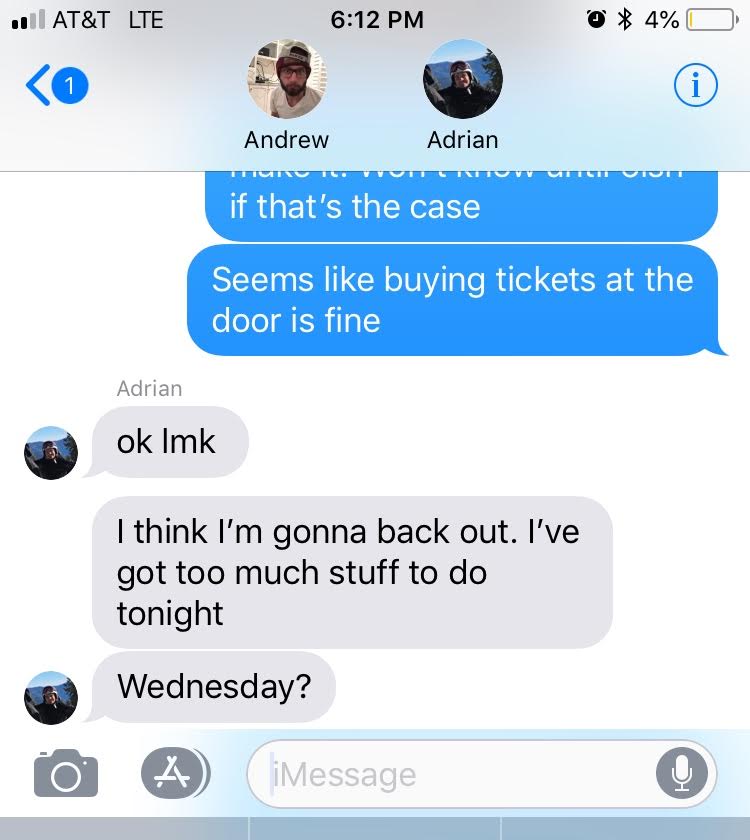 AT&T LTE 6:12 PM 4%
1
Andrew Adrian
if that's the case
Seems like buying tickets at the
door is fine
Adrian
ok lmk
I think I'm gonna back out. I've
got too much stuff to do
tonight
Wednesday?
iMessage